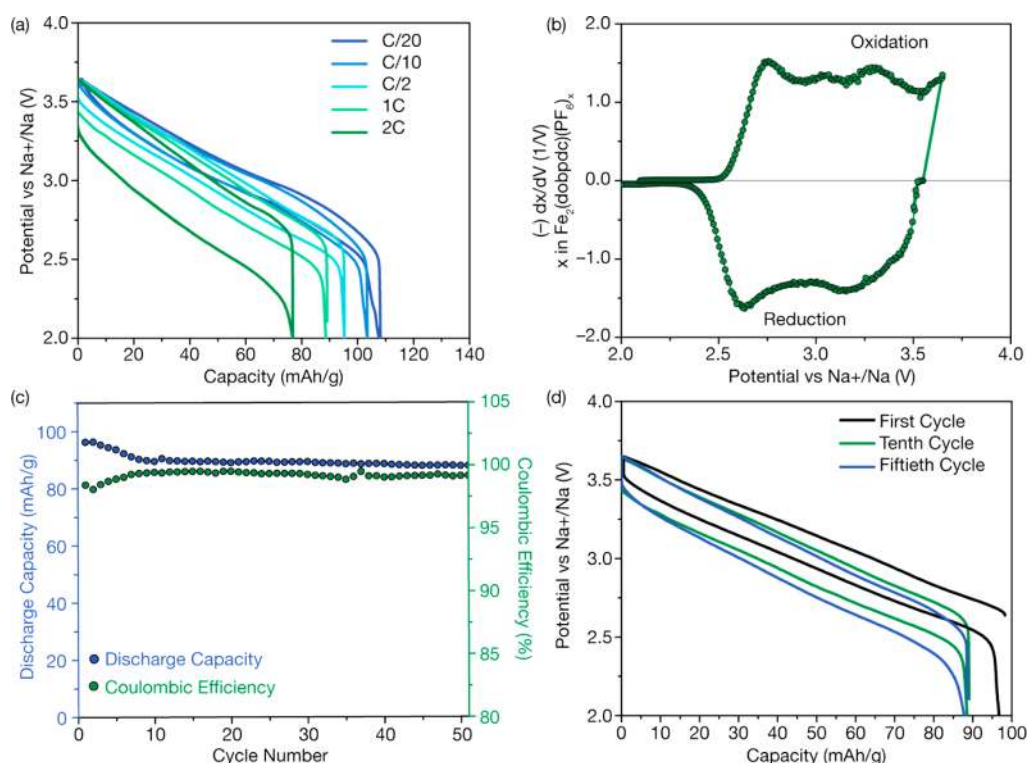 (a)
4.0
3.5
3.0
2.5
2.0
Potential vs Na+/Na (V)
C/20
C/10
C/2
1C
2C
0 20 40 60 80 100 120 140
Capacity (mAh/g)
(b)
2.0
1.0
0.0
−1.0
−2.0
(–) dx/dV (1/V)
x in Fe2(dobpdc)(PF6)x
Oxidation
Reduction
2.0 2.5 3.0 3.5 4.0
Potential vs Na+/Na (V)
(c)
100
80
60
40
20
0
Discharge Capacity (mAh/g)
105
100
95
90
85
80
Coulombic Efficiency (%)
Discharge Capacity
Coulombic Efficiency
0 10 20 30 40 50
Cycle Number
(d)
4.0
3.5
3.0
2.5
2.0
Potential vs Na+/Na (V)
First Cycle
Tenth Cycle
Fiftieth Cycle
0 10 20 30 40 50 60 70 80 90 100
Capacity (mAh/g)